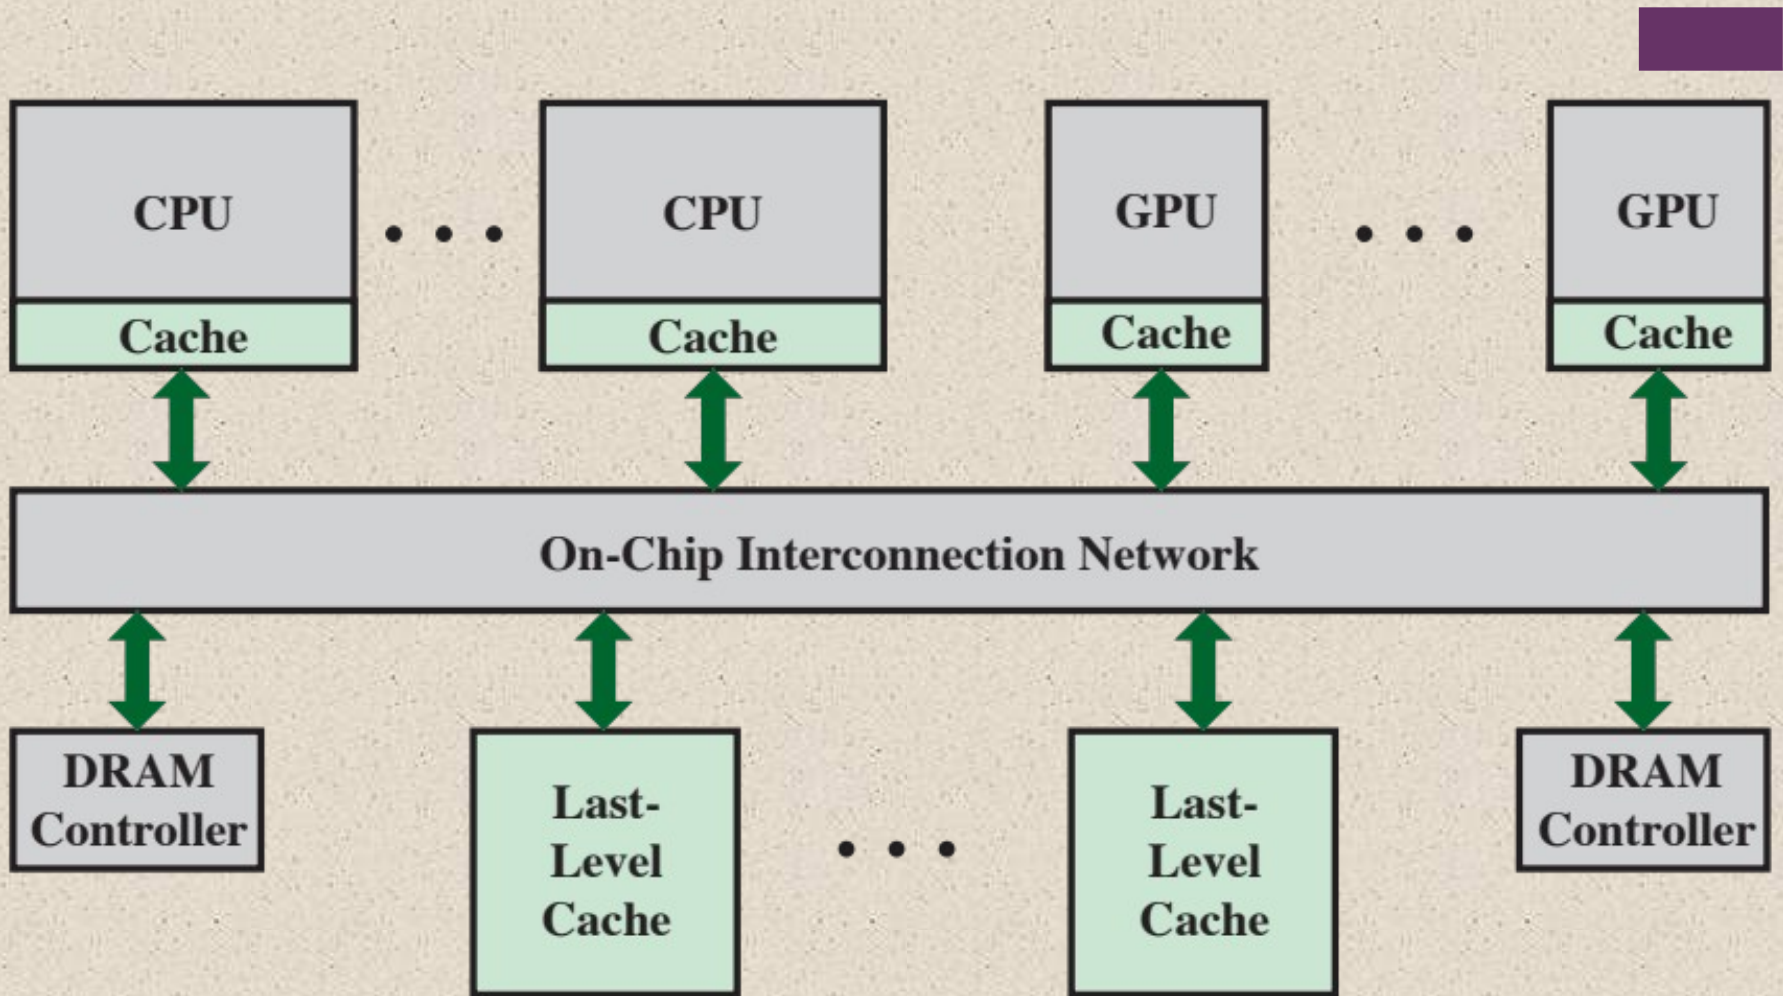 CPU
CPU
GPU
GPU
Cache
Cache
Cache
Cache
On-Chip Interconnection Network
DRAM
Controller
Last-
Level
Cache
Last-
Level
Cache
DRAM
Controller